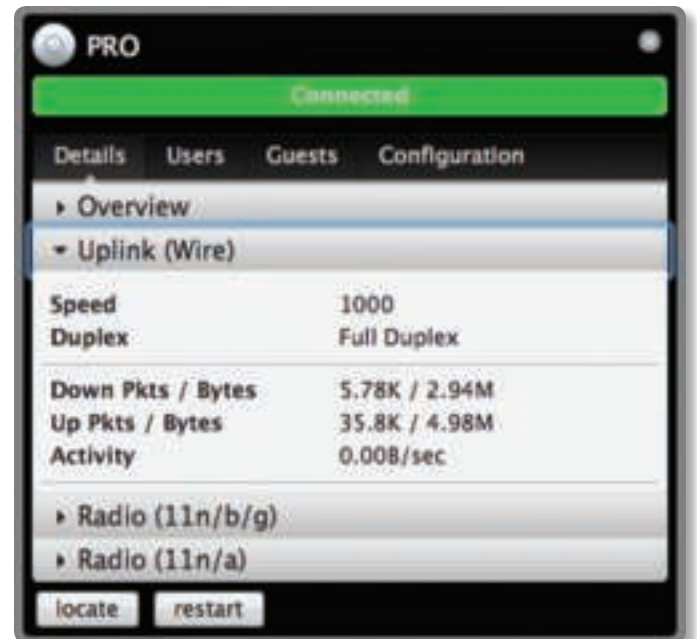 PRO
Connected
Details Users Guests Configuration
Overview
Uplink (Wire)
Speed 1000
Duplex Full Duplex
Down Pkts / Bytes 5.78K / 2.94M
Up Pkts / Bytes 35.8K / 4.98M
Activity 0.00B/sec
Radio (11n/b/g)
Radio (11n/a)
locate restart